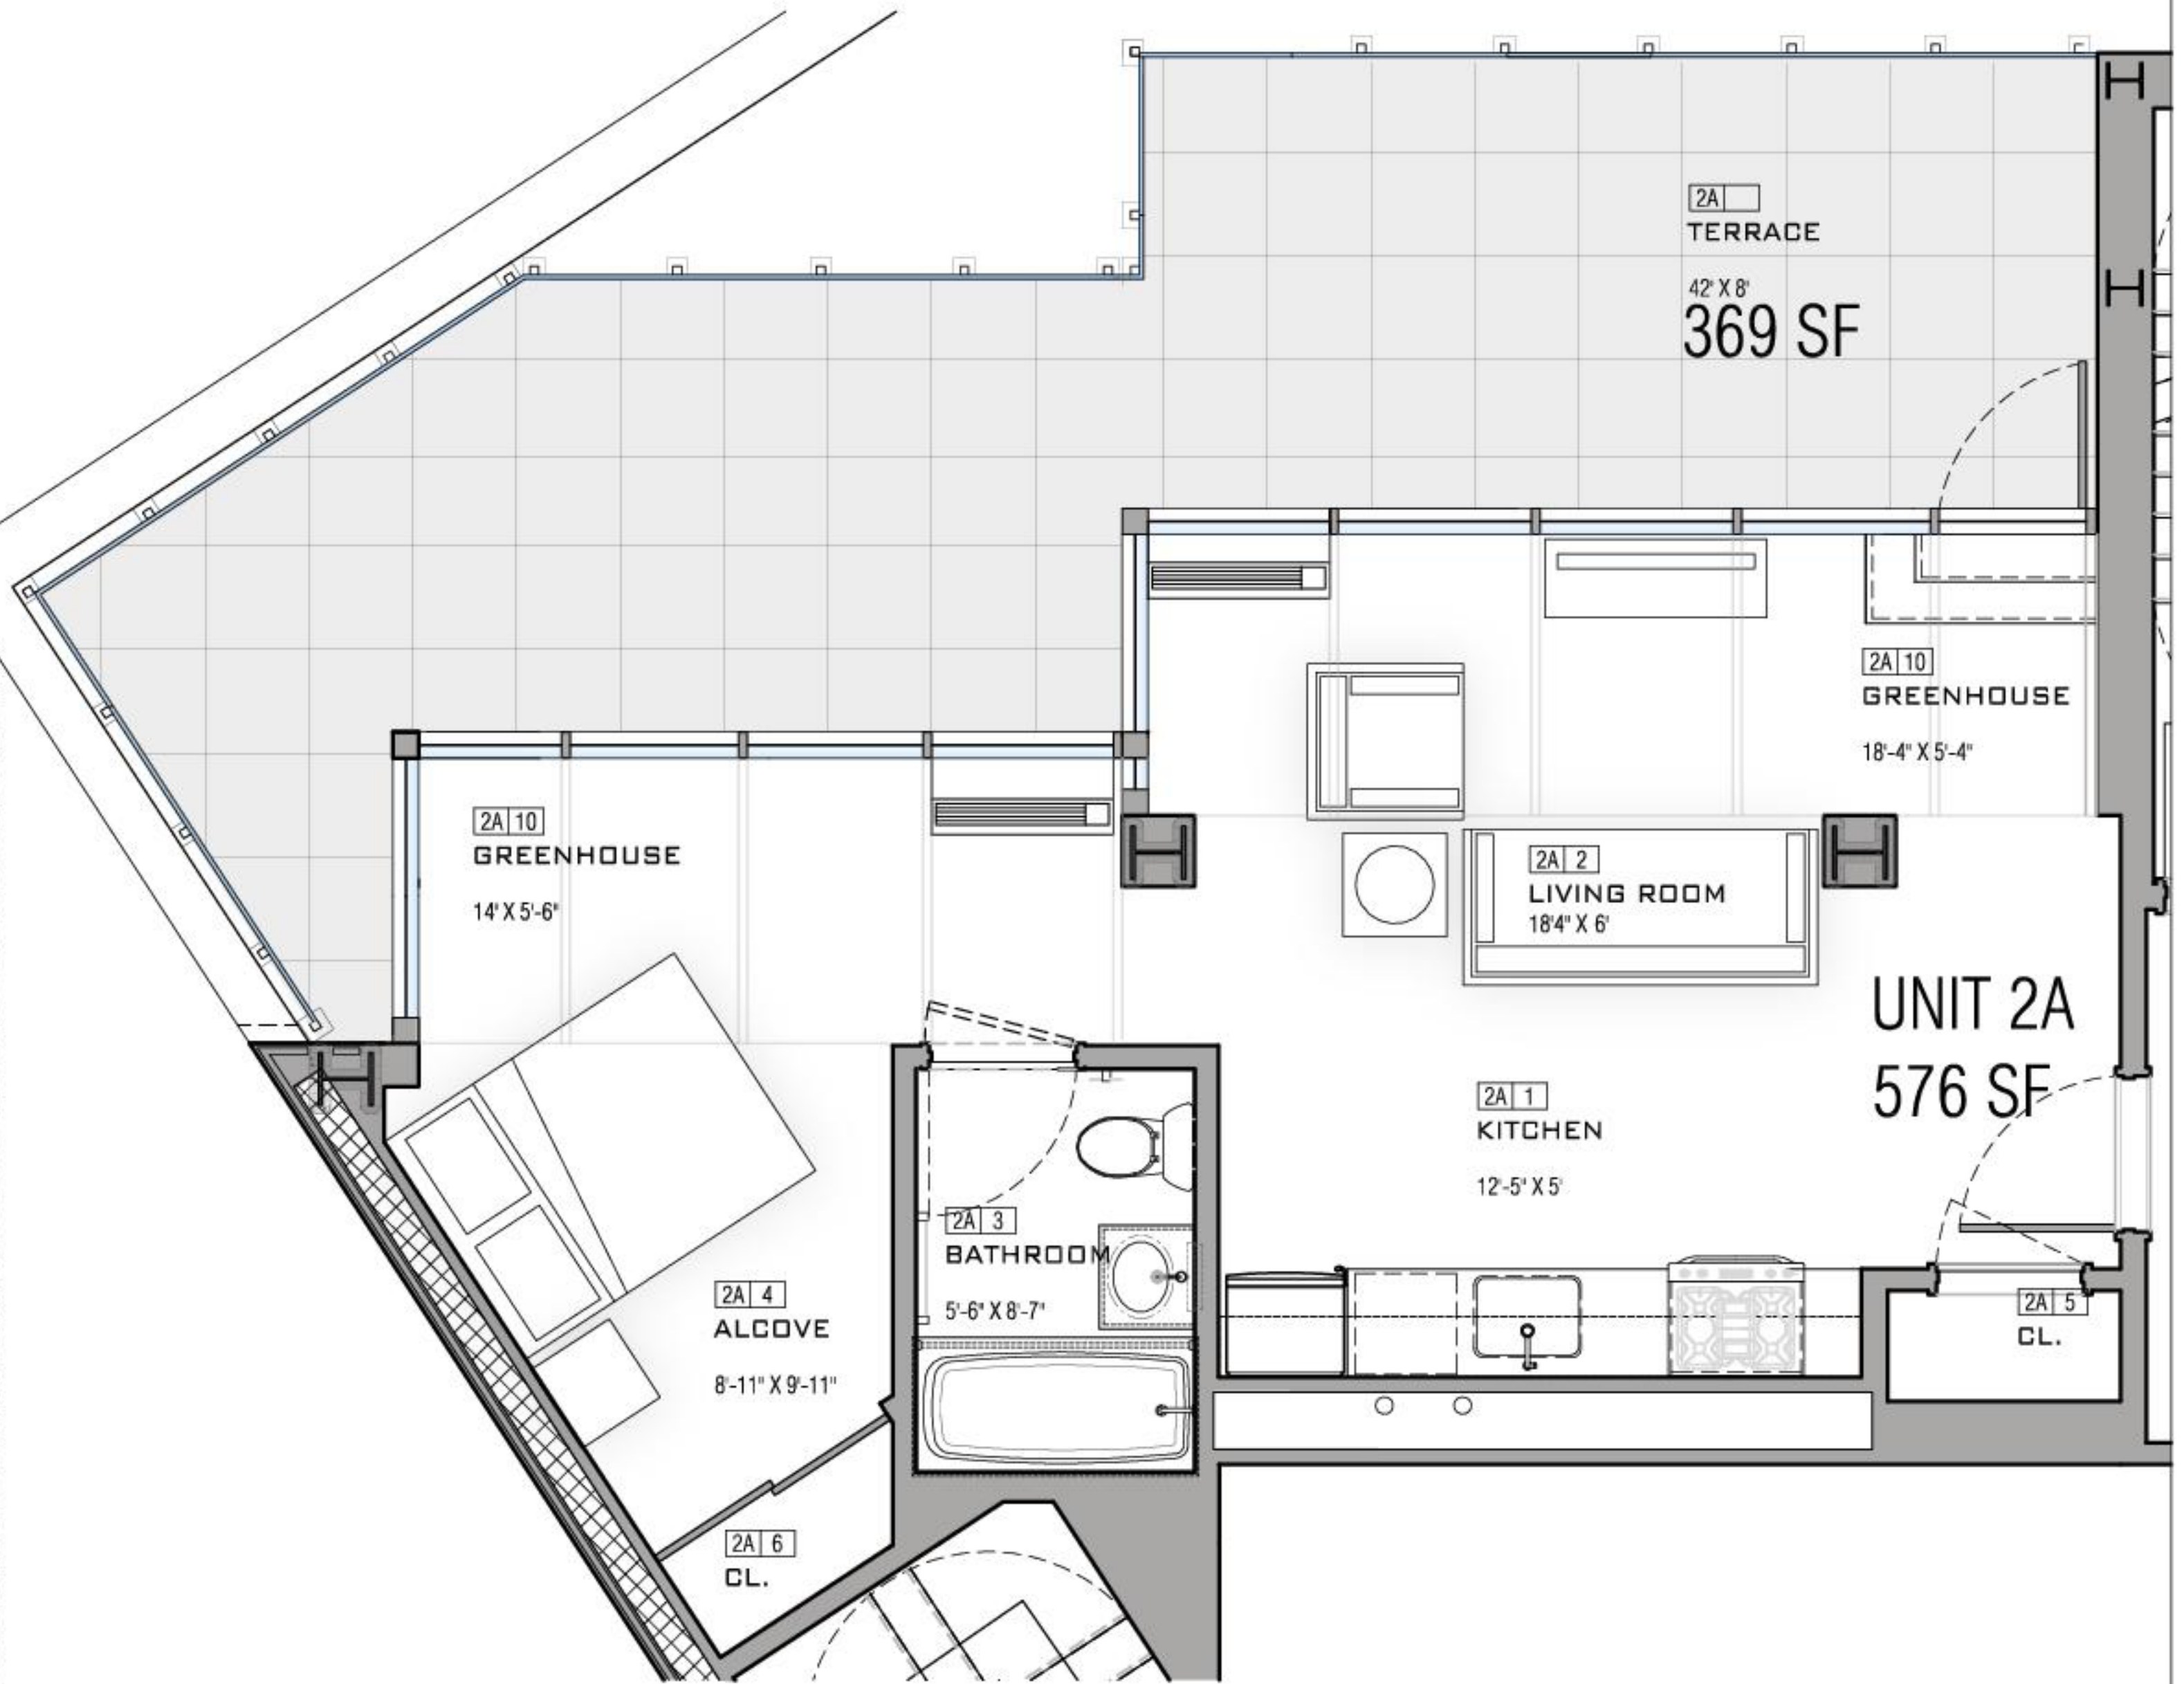 2A
TERRACE
42' X 8'
369 SF
2A 10
GREENHOUSE
18'-4" X 5'-4"
2A 10
GREENHOUSE
14' X 5'-6"
2A 2
LIVING ROOM
18'4" X 6'
UNIT 2A
576 SF
2A 1
KITCHEN
12'-5" X 5'
2A 3
BATHROOM
5'-6" X 8'-7"
2A 4
ALCOVE
8'-11" X 9'-11"
2A 5
CL.
2A 6
CL.